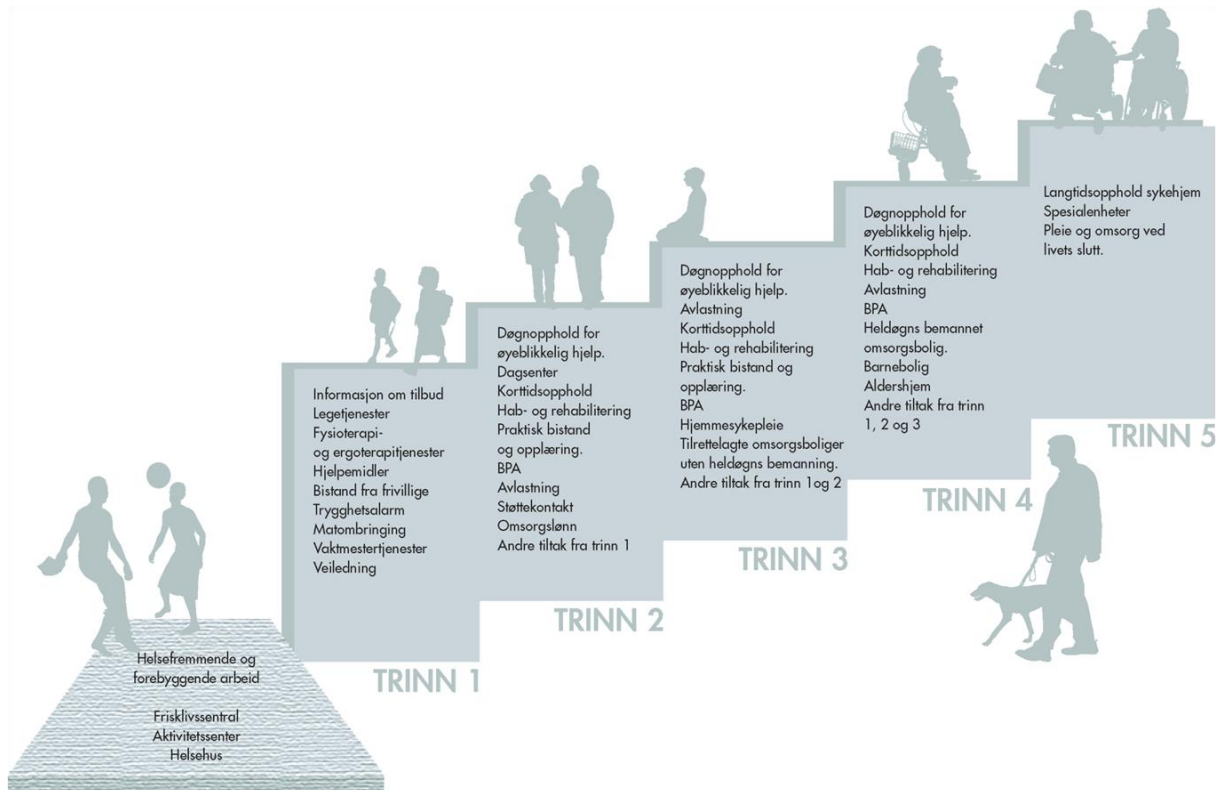 Helsefremmende og
forebyggende arbeid
Frisklivssentral
Aktivitetssenter
Helsehus
Informasjon om tilbud
Legetjenester
Fysioterapi-
og ergoterapitjenester
Hjelpemidler
Bistand fra frivillige
Trygghetsalarm
Matombringing
Vaktmestertjenester
Veiledning
TRINN 1
Døgnopphold for
øyeblikkelig hjelp.
Dagsenter
Korttidsopphold
Hab- og rehabilitering
Praktisk bistand
og opplæring.
BPA
Avlastning
Støttekontakt
Omsorgslønn
Andre tiltak fra trinn 1
TRINN 2
Døgnopphold for
øyeblikkelig hjelp.
Avlastning
Korttidsopphold
Hab- og rehabilitering
Praktisk bistand og
opplæring.
BPA
Hjemmesykepleie
Tilrettelagte omsorgsboliger
uten heldøgns bemanning.
Andre tiltak fra trinn 1og 2
TRINN 3
Døgnopphold for
øyeblikkelig hjelp.
Korttidsopphold
Hab- og rehabilitering
Avlastning
BPA
Heldøgns bemannet
omsorgsbolig.
Barnebolig
Aldershjem
Andre tiltak fra trinn
1, 2 og 3
TRINN 4
Langtidsopphold sykehjem
Spesialenheter
Pleie og omsorg ved
livets slutt.
TRINN 5